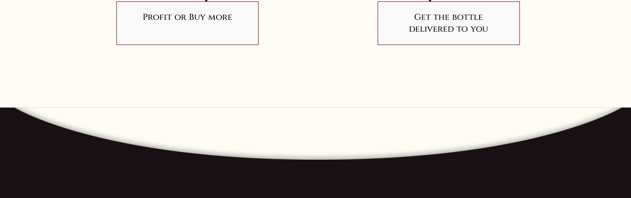 Profit or Buy more
Get the bottle
delivered to you